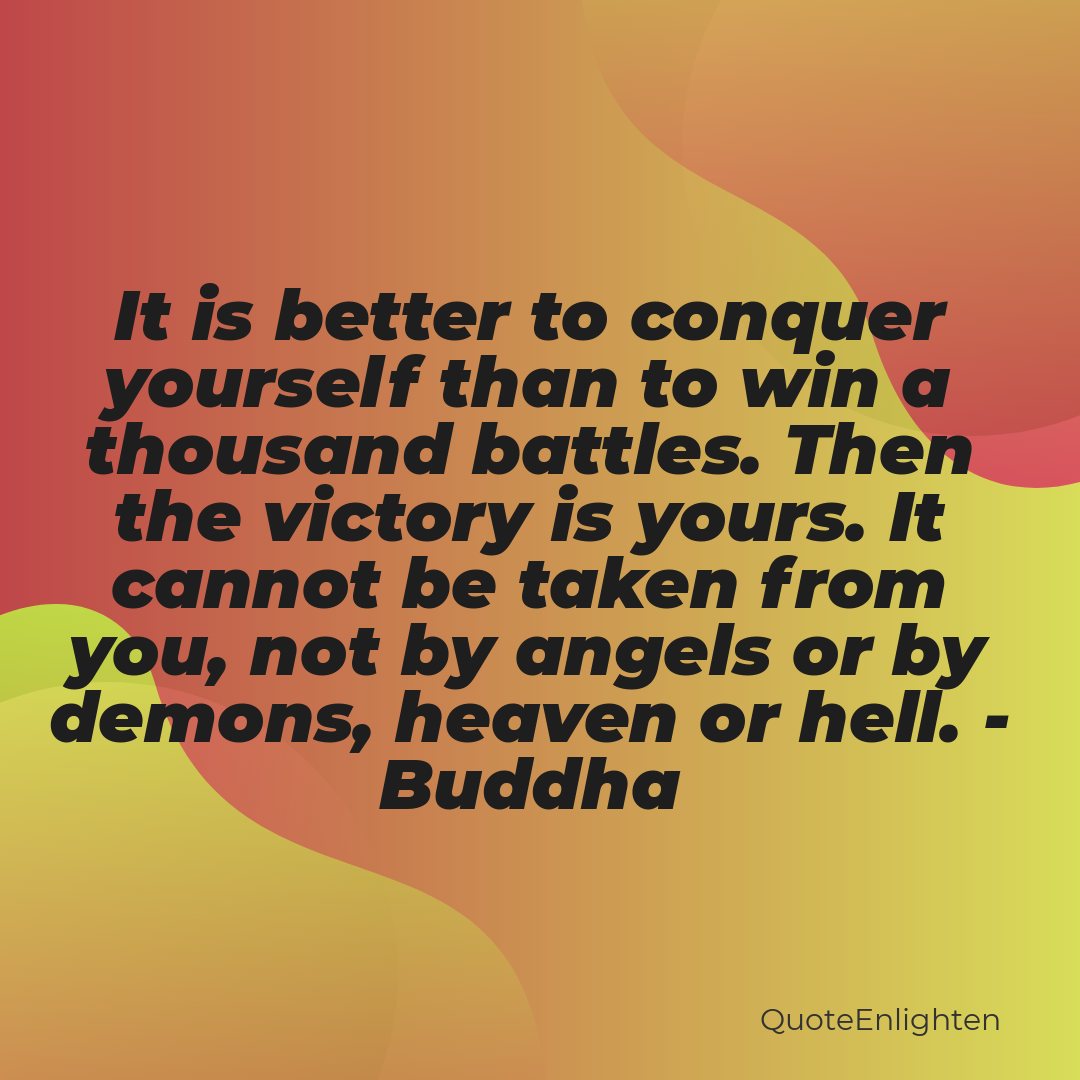 It is better to conquer
yourself than to win a
thousand battles. Then
the victory is yours. It
cannot be taken from
you, not by angels or by
demons, heaven or hell. -
Buddha
QuoteEnlighten